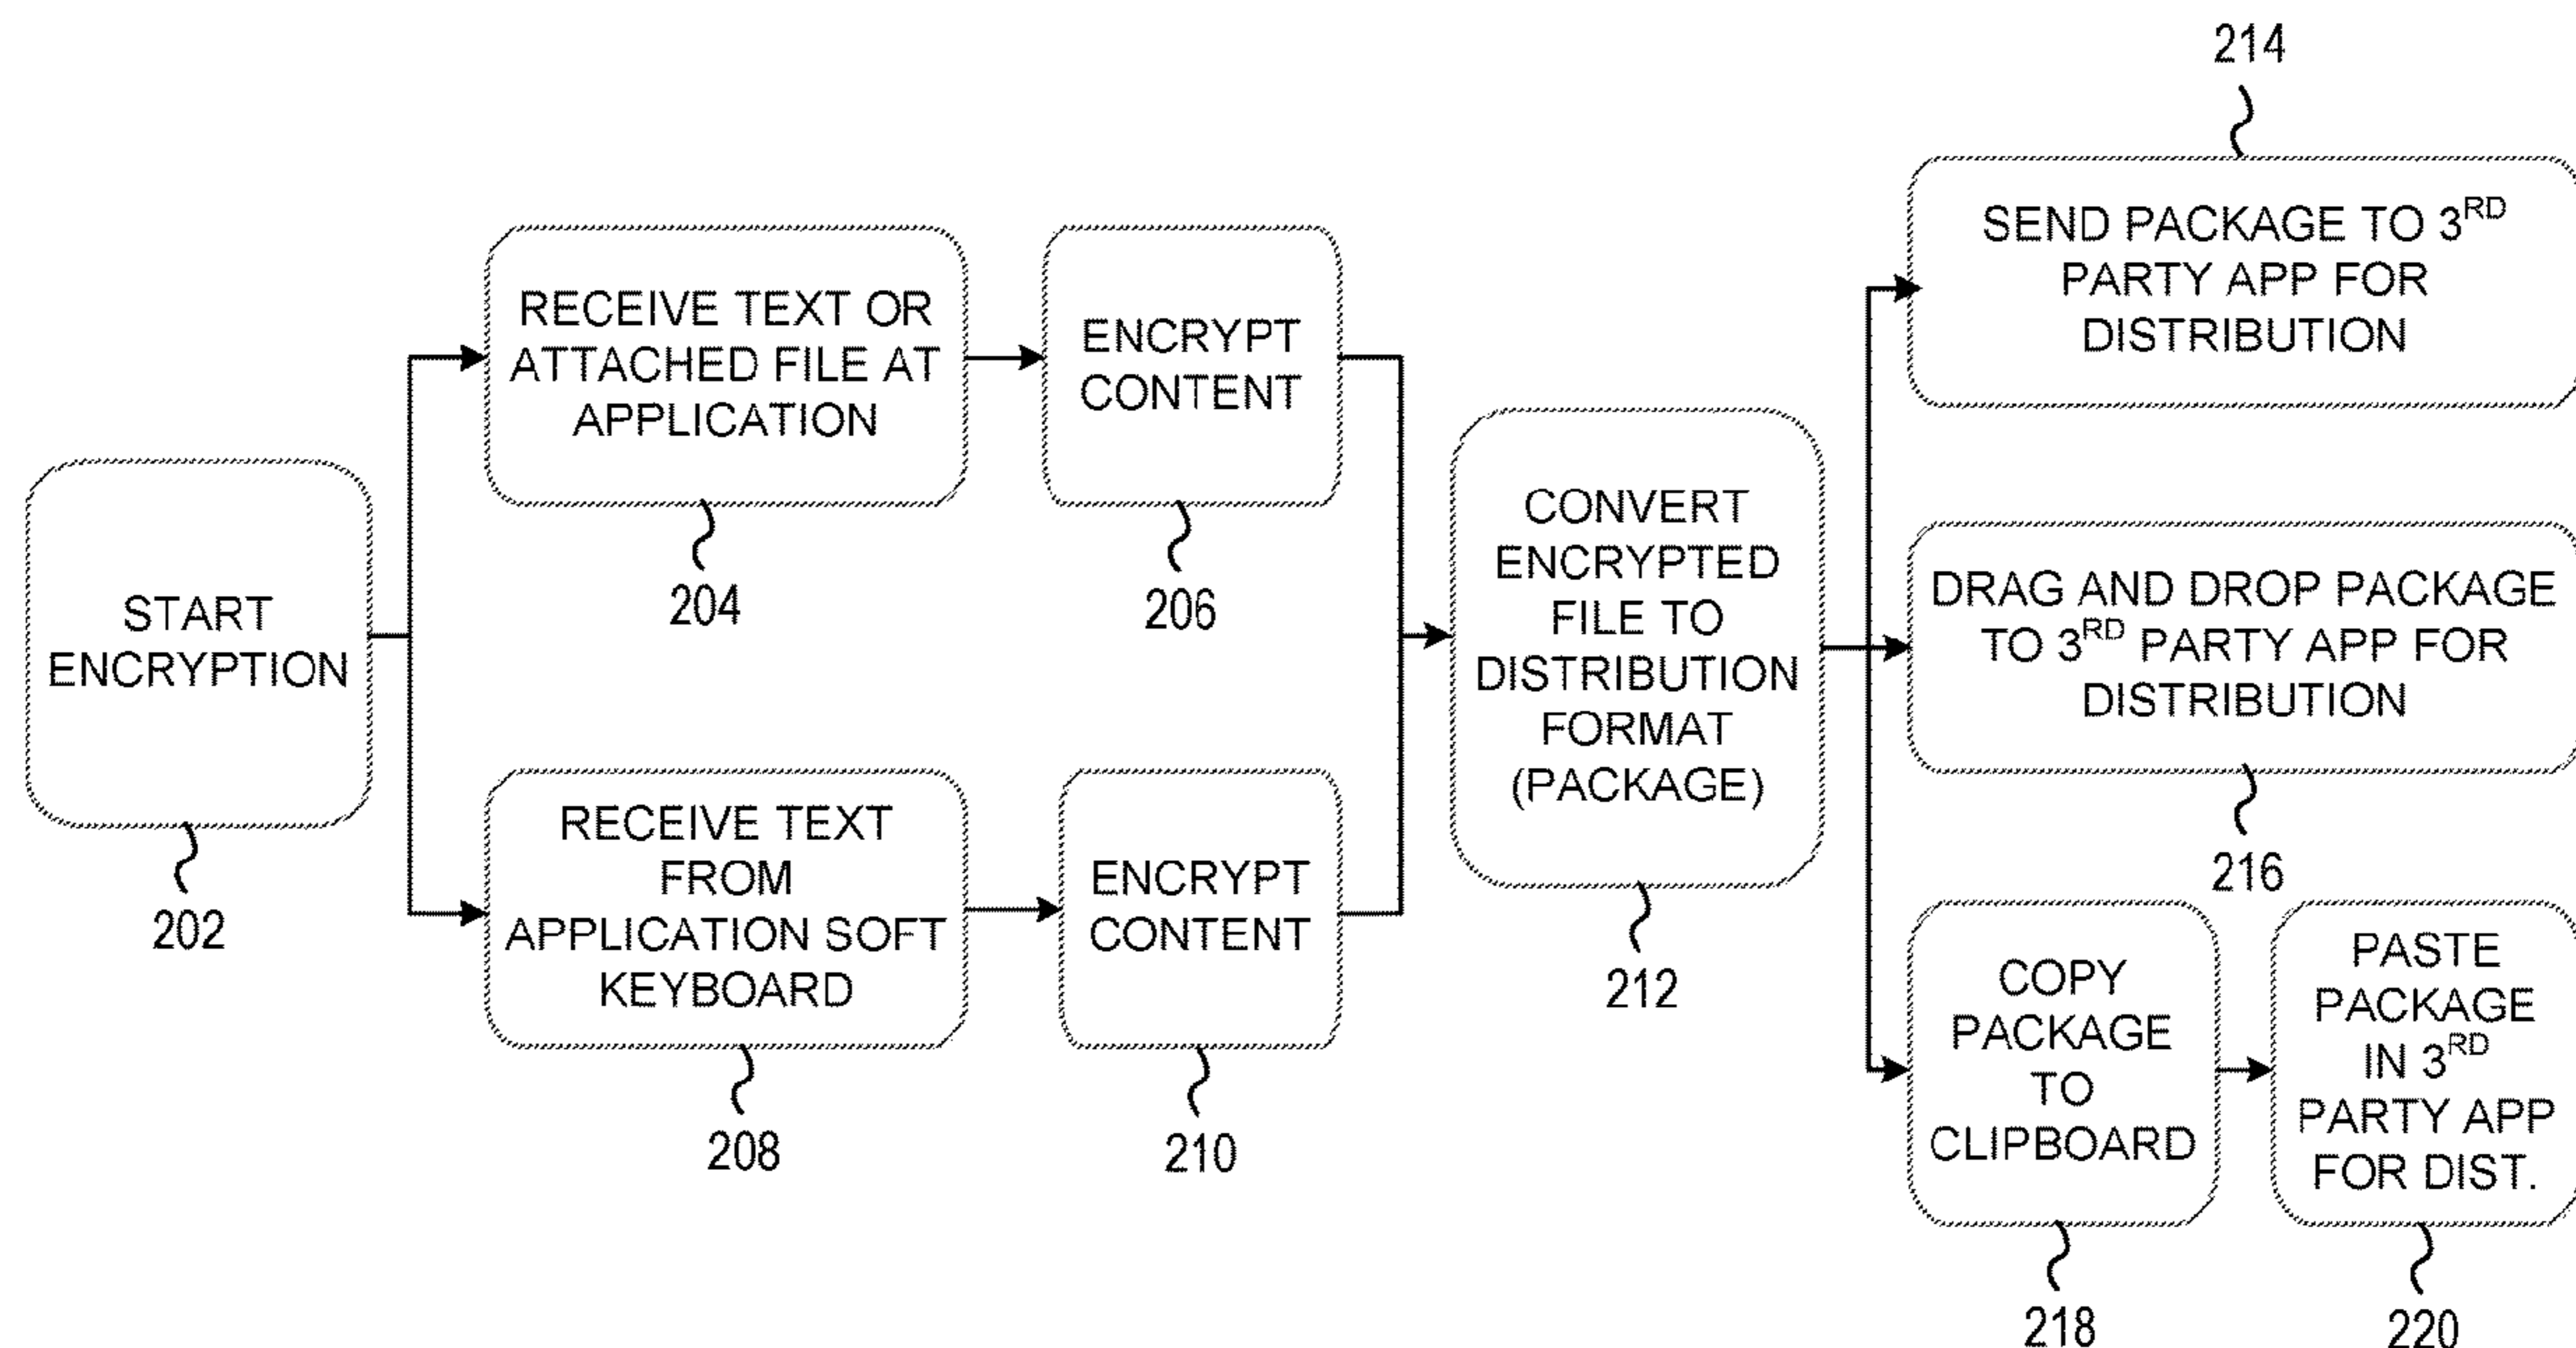 214
SEND PACKAGE TO 3RD
PARTY APP FOR
DISTRIBUTION
RECEIVE TEXT OR
ATTACHED FILE AT
APPLICATION
204
ENCRYPT
CONTENT
206
START
ENCRYPTION
202
CONVERT
ENCRYPTED
FILE TO
DISTRIBUTION
FORMAT
(PACKAGE)
212
DRAG AND DROP PACKAGE
TO 3RD PARTY APP FOR
DISTRIBUTION
216
RECEIVE TEXT
FROM
APPLICATION SOFT
KEYBOARD
208
ENCRYPT
CONTENT
210
COPY
PACKAGE
TO
CLIPBOARD
218
PASTE
PACKAGE
IN 3RD
PARTY APP
FOR DIST.
220